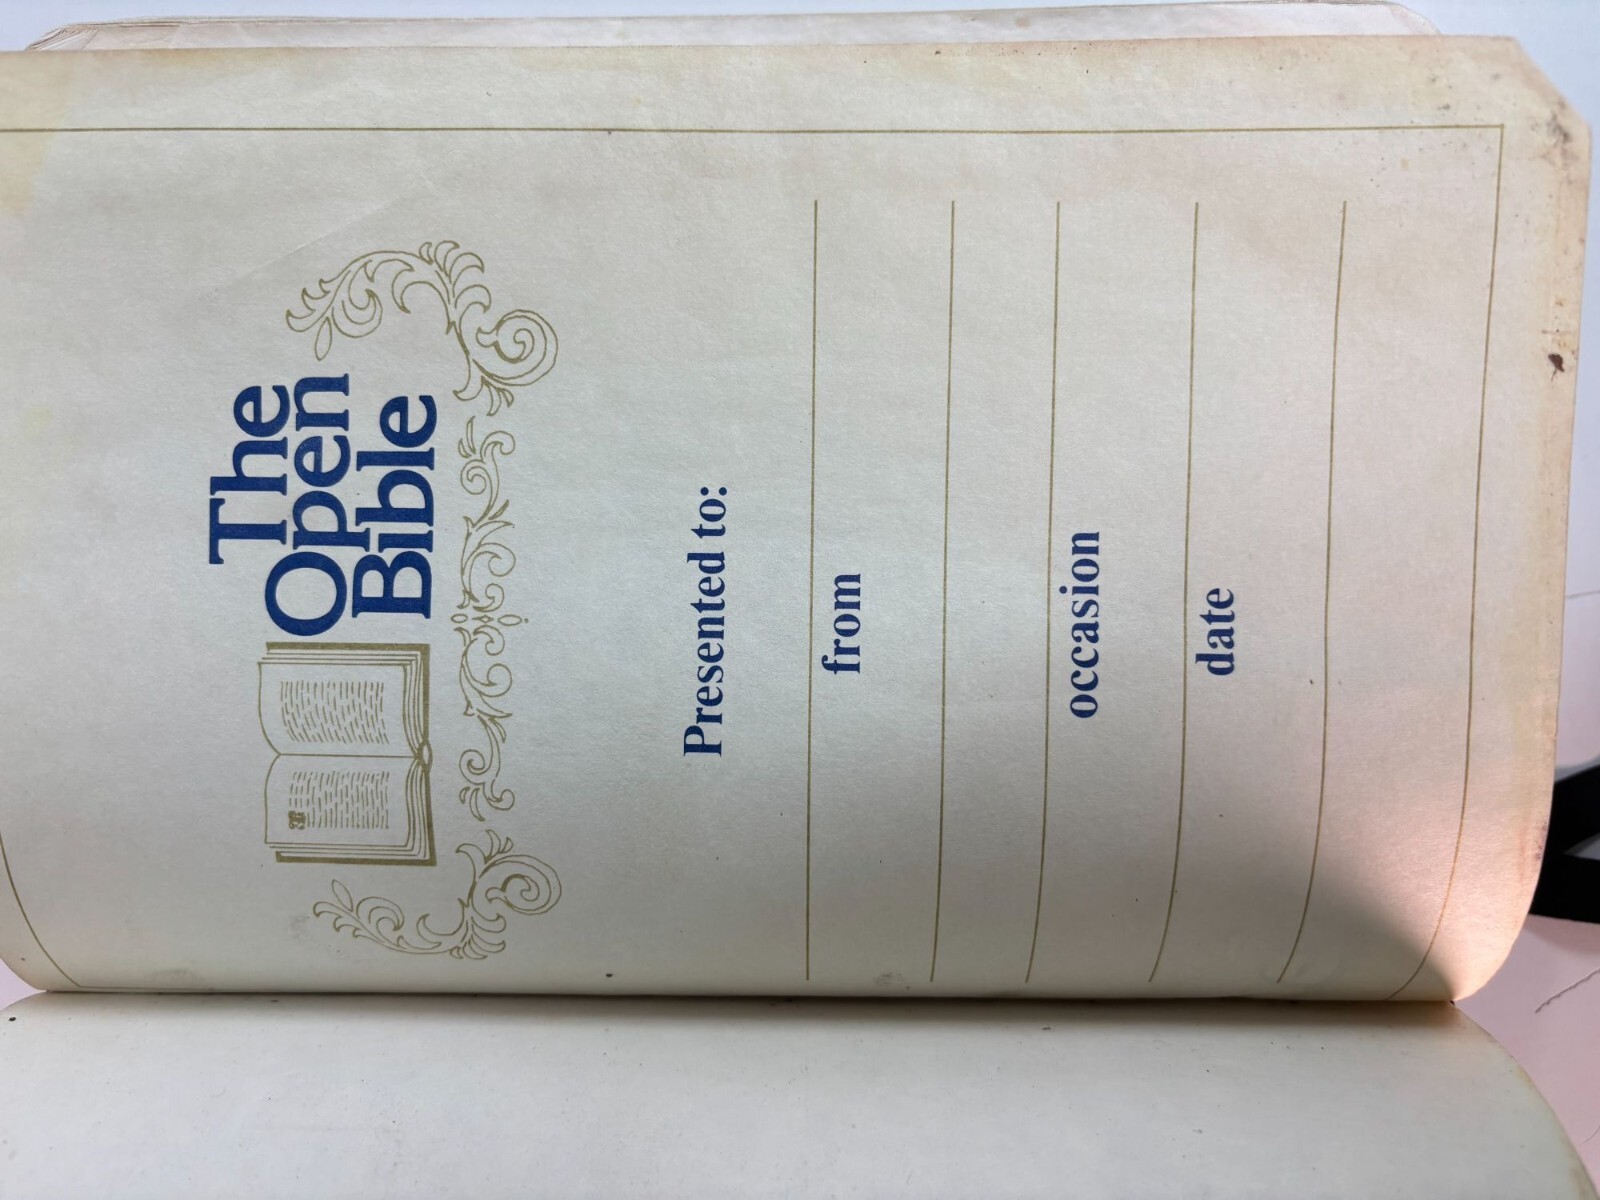 The
Open
Bible
Presented to:
from
occasion
date